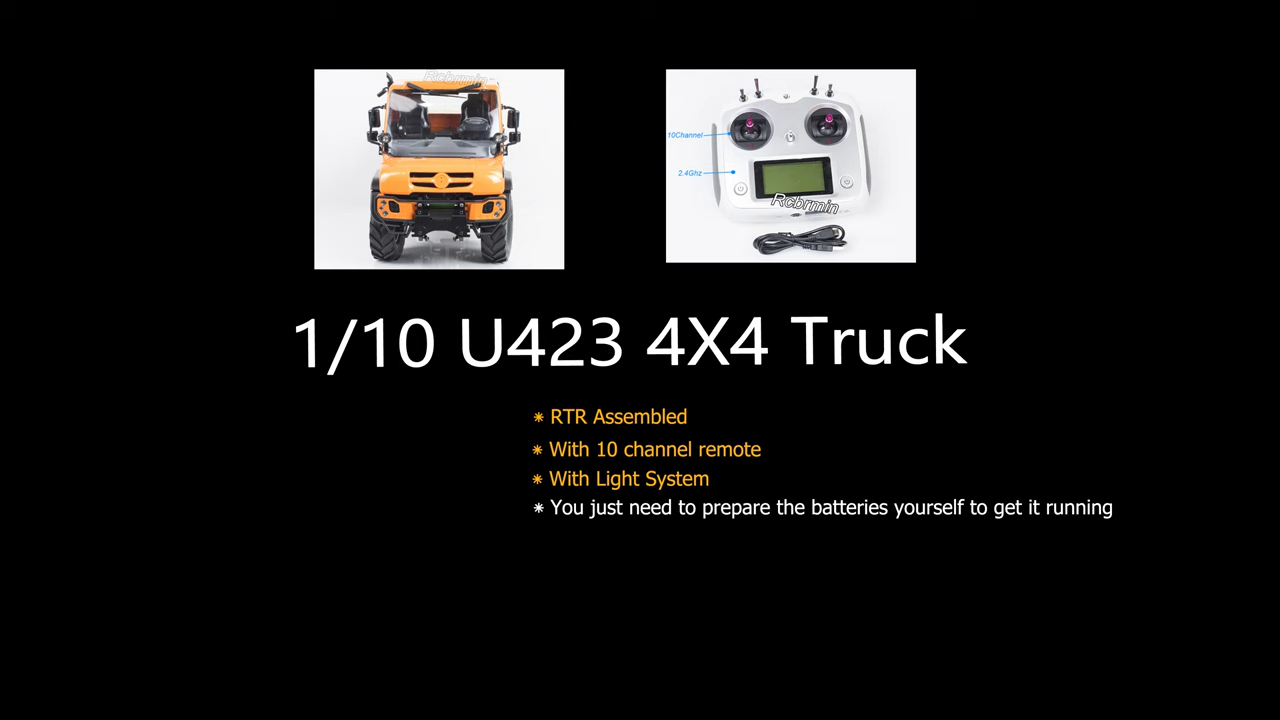 Rcbrmin
10Channel
2.4Ghz
Rcbrmin
1/10 U423 4X4 Truck
* RTR Assembled
* With 10 channel remote
* With Light System
* You just need to prepare the batteries yourself to get it running